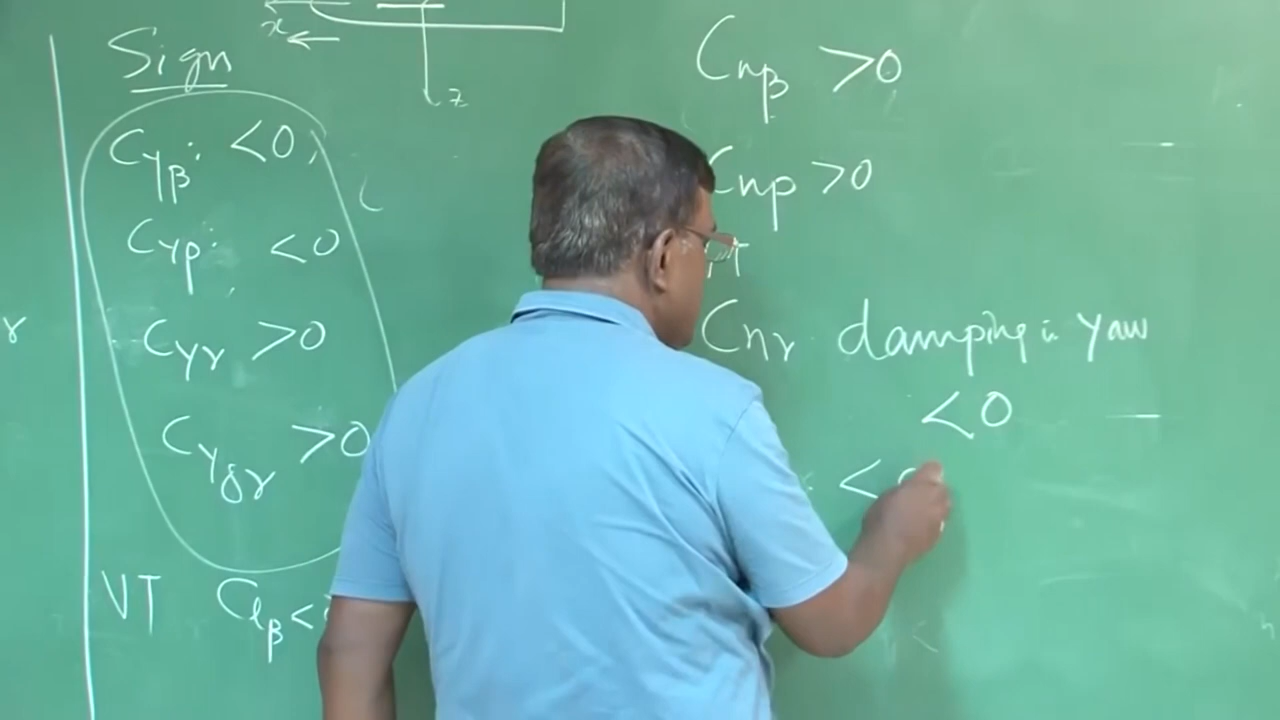 x
z
Sign
Cyβ: <0,
Cyp: <0
Cyr >0
Cyδr >0
VT Clβ <
r
Cnβ >0
Cnp >0
Cnr damping in yaw
<0
: <0